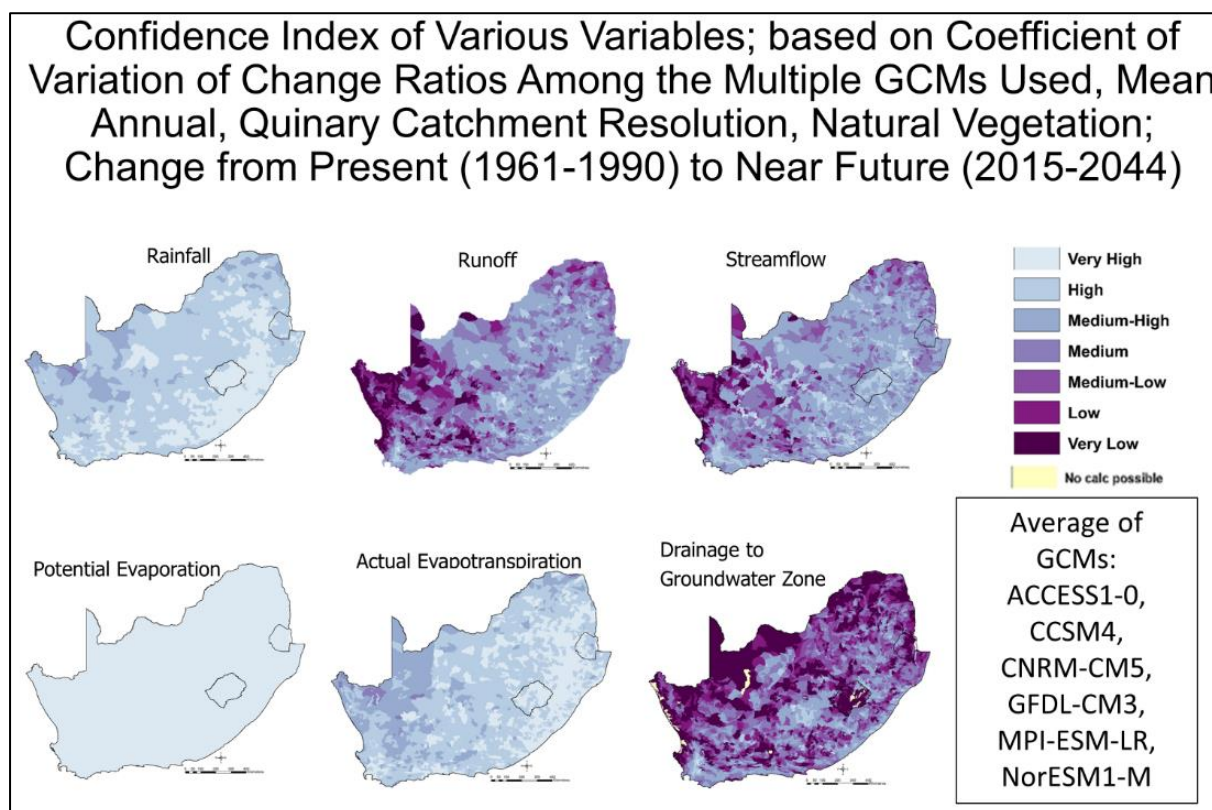 Confidence Index of Various Variables; based on Coefficient of
Variation of Change Ratios Among the Multiple GCMs Used, Mean
Annual, Quinary Catchment Resolution, Natural Vegetation;
Change from Present (1961-1990) to Near Future (2015-2044)
Rainfall
Runoff
Streamflow
Very High
High
Medium-High
Medium
Medium-Low
Low
Very Low
No calc possible
Potential Evaporation
Actual Evapotranspiration
Drainage to
Groundwater Zone
Average of
GCMs:
ACCESS1-0,
CCSM4,
CNRM-CM5,
GFDL-CM3,
MPI-ESM-LR,
NorESM1-M